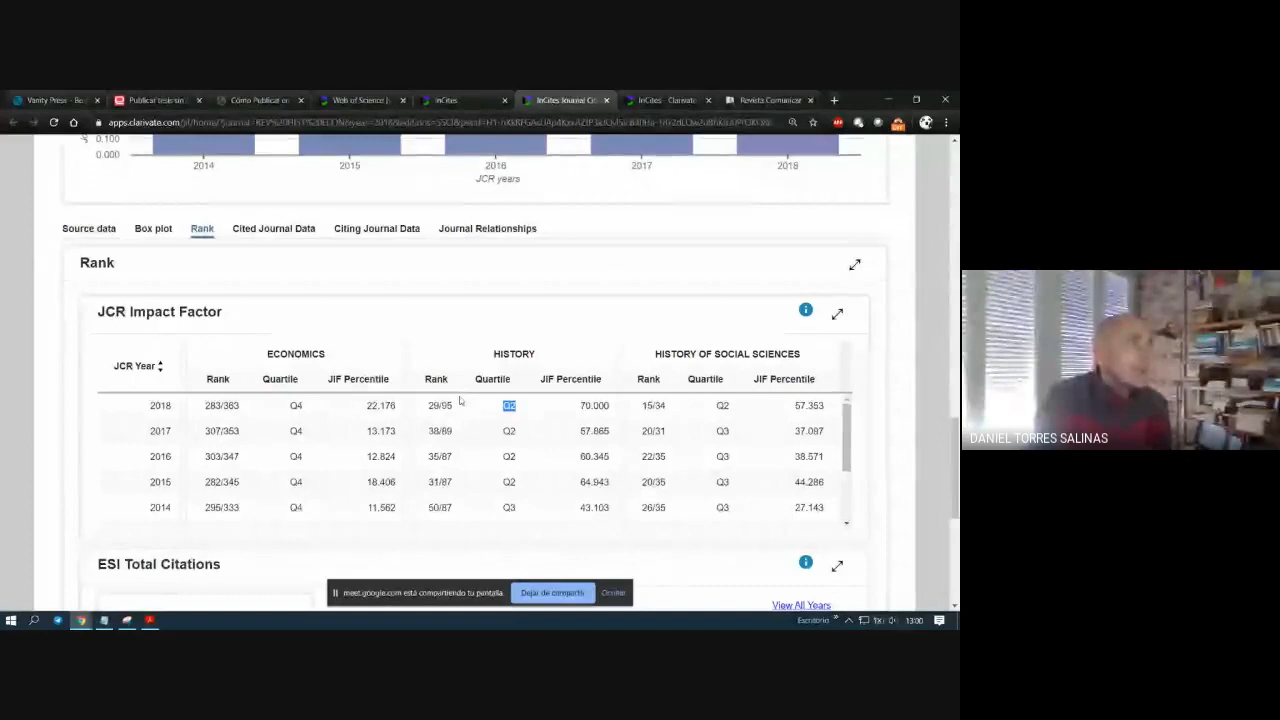 Vanity Press - Be
Publicar tesis sin
Cómo Publicar en
Web of Science
InCites
InCites Journal Cit
InCites - Clarivate
Revista Comunicar
apps.clarivate.com
0.100
0.000
2014 2015 2016 2017 2018
JCR years
Source data Box plot Rank Cited Journal Data Citing Journal Data Journal Relationships
Rank
JCR Impact Factor
JCR Year ECONOMICS HISTORY HISTORY OF SOCIAL SCIENCES
Rank Quartile JIF Percentile Rank Quartile JIF Percentile Rank Quartile JIF Percentile
2018 283/363 Q4 22.176 29/95 Q2 70.000 15/34 Q2 57.353
2017 307/353 Q4 13.173 38/89 Q2 57.865 20/31 Q3 37.097
2016 303/347 Q4 12.824 35/87 Q2 60.345 22/35 Q3 38.571
2015 282/345 Q4 18.406 31/87 Q2 64.943 20/35 Q3 44.286
2014 295/333 Q4 11.562 50/87 Q3 43.103 26/35 Q3 27.143
ESI Total Citations
meet.google.com está compartiendo tu pantalla. Dejar de compartir Ocultar
View All Years
Escritorio 13:00
DANIEL TORRES SALINAS